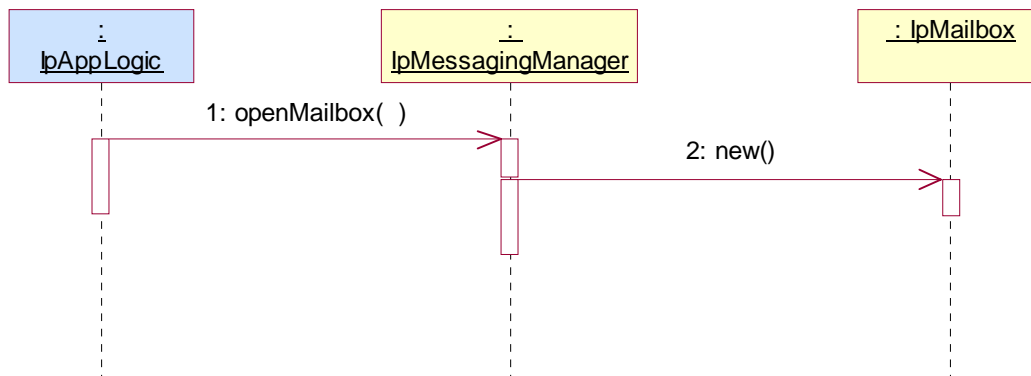 :
IpAppLogic
:
IpMessagingManager
: IpMailbox
1: openMailbox(  )
2: new()